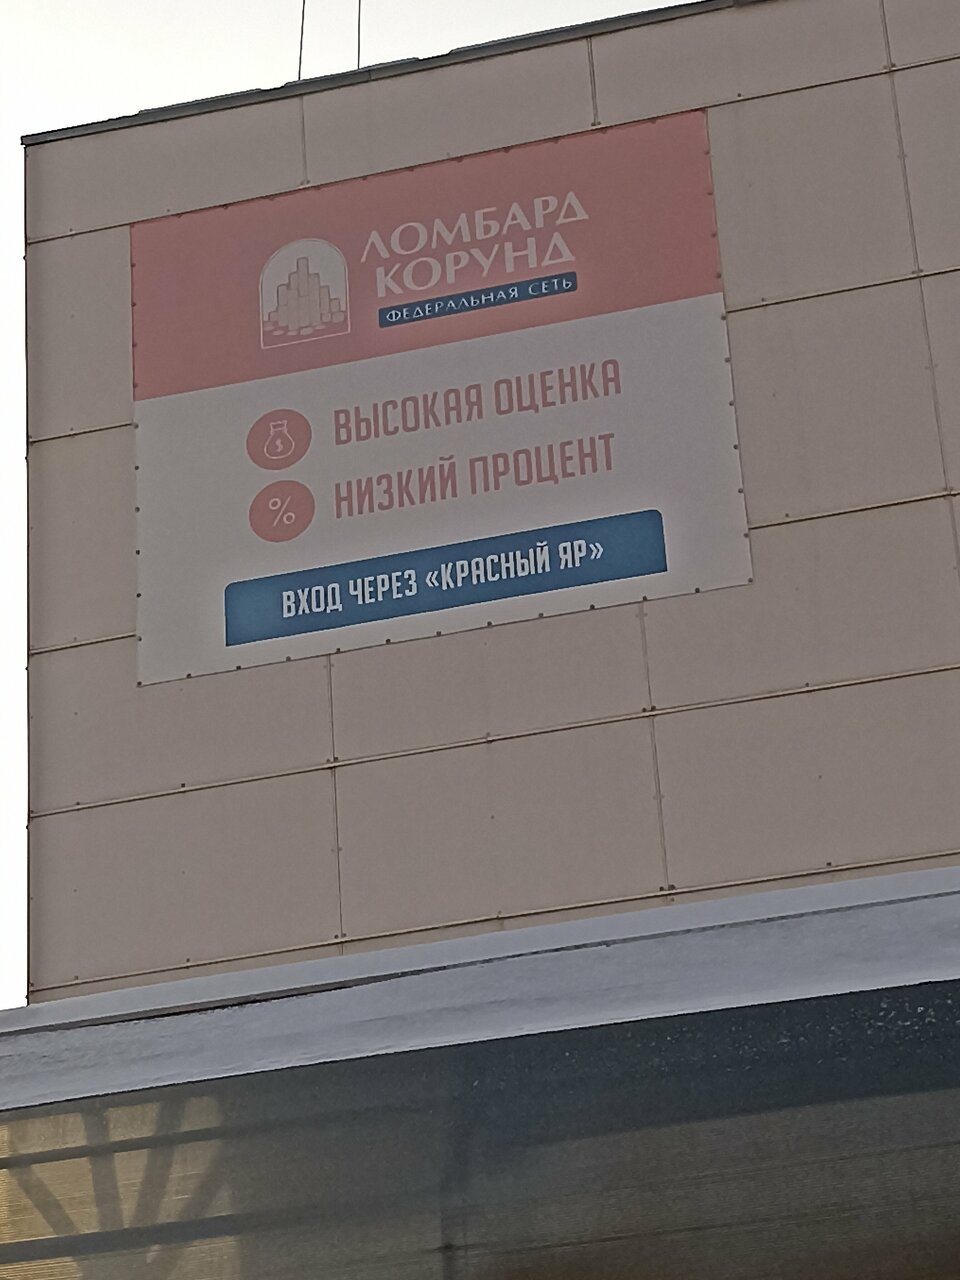 ЛОМБАРД
КОРУНД
ФЕДЕРАЛЬНАЯ СЕТЬ
$ ВЫСОКАЯ ОЦЕНКА
% НИЗКИЙ ПРОЦЕНТ
ВХОД ЧЕРЕЗ «КРАСНЫЙ ЯР»